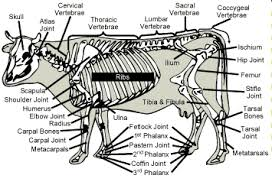 Skull
Atlas
Joint
Cervical
Vertebrae
Thoracic
Vertebrae
Lumbar
Vertebrae
Sacral
Vertebrae
Coccygeal
Vertebrae
Ischium
Hip Joint
Femur
Stifle
Joint
Tarsal
Bones
Tarsal
Joint
Metatarsals
Ilium
Ribs
Tibia & Fibula
Scapula
Shoulder Joint
Humerus
Elbow Joint
Radius
Carpal Bones
Carpal Joint
Metacarpals
Ulna
Fetlock Joint
1st Phalanx
Pastern Joint
2nd Phalanx
Coffin Joint
3rd Phalanx